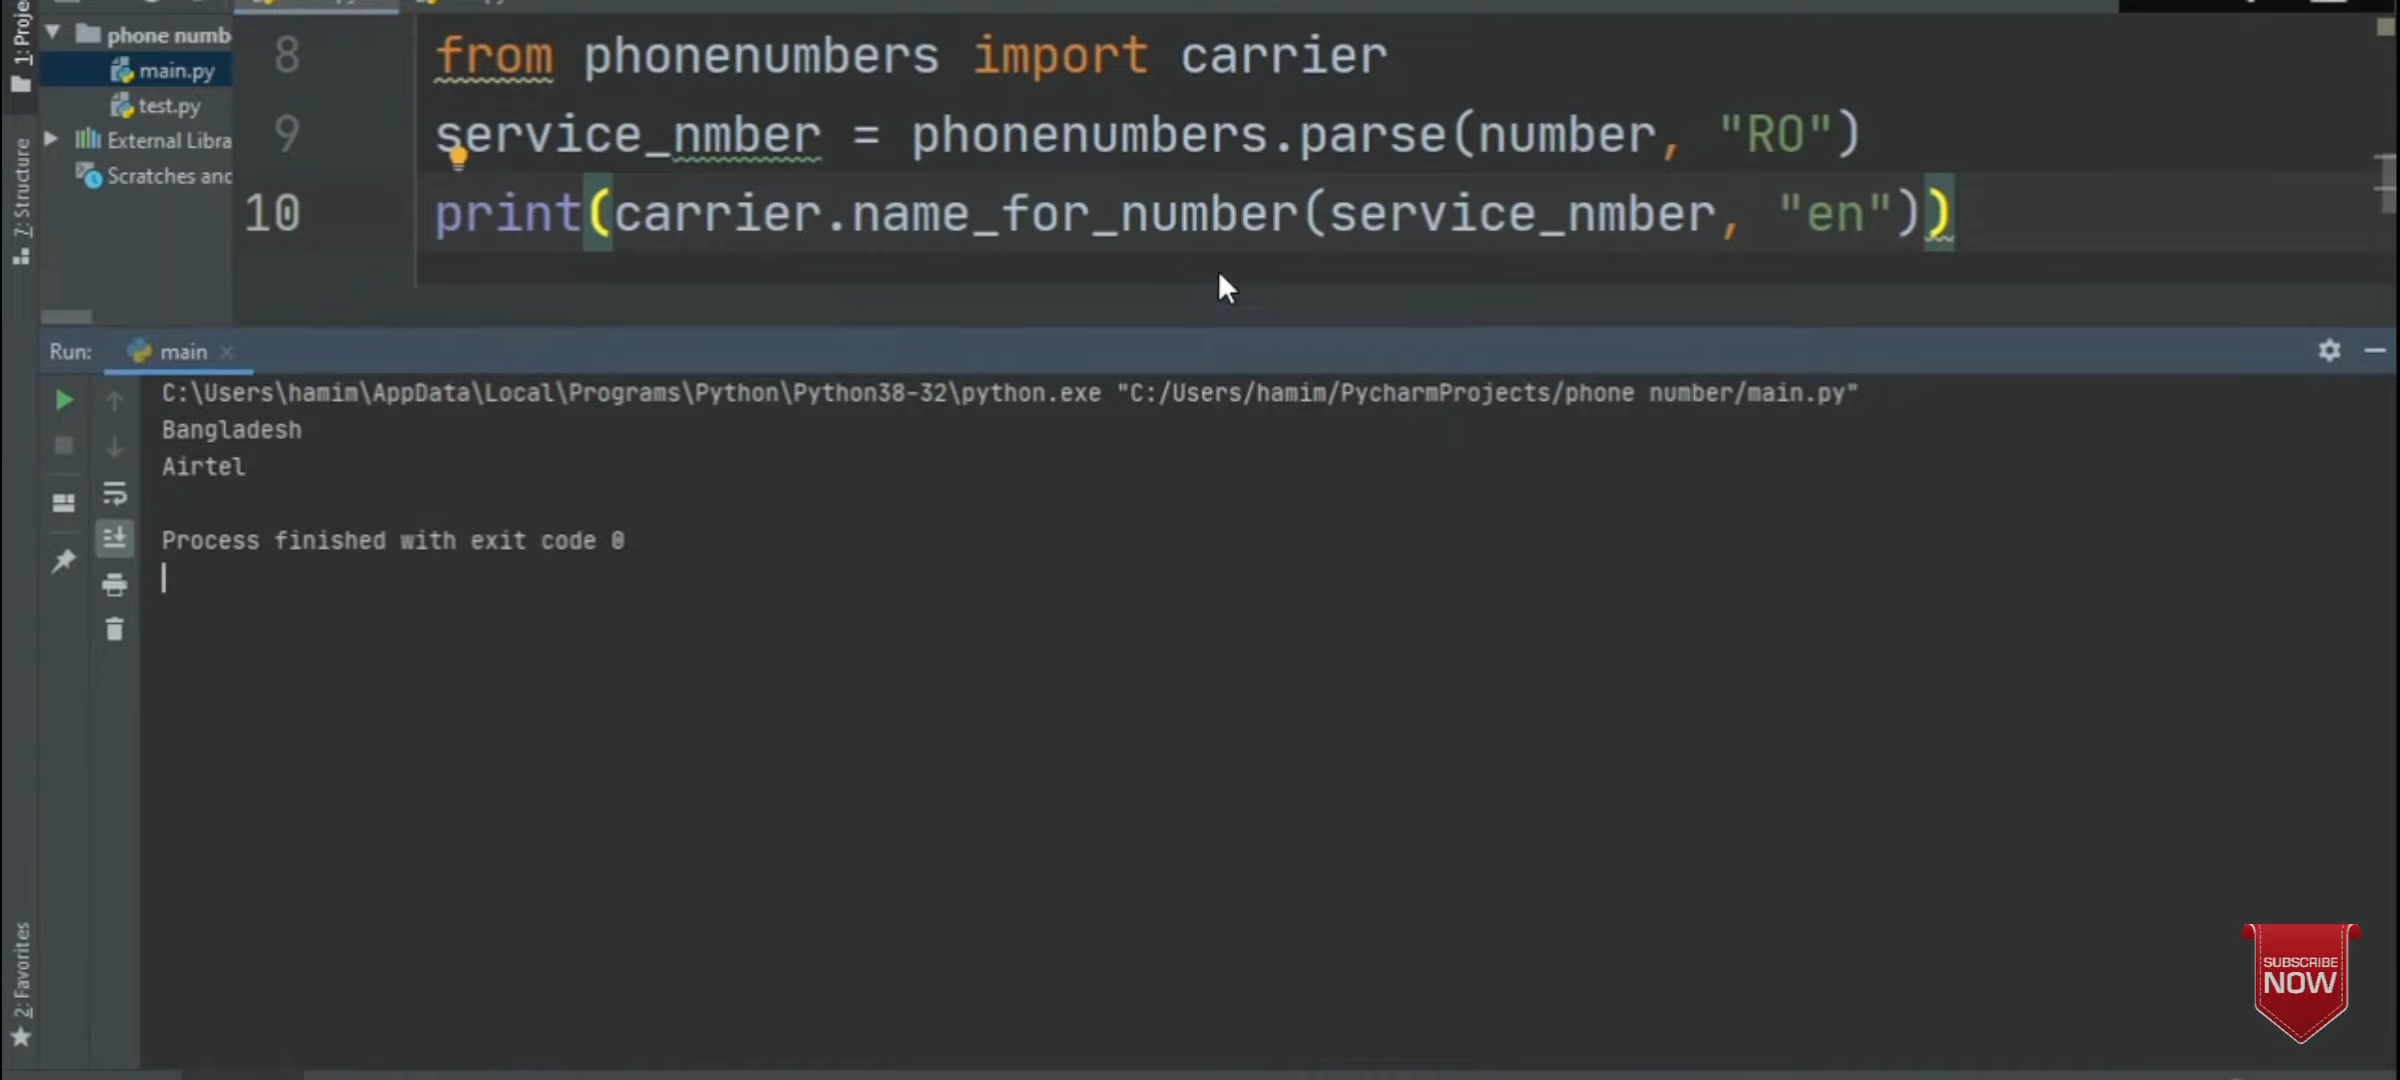 1: Proje
phone numb
main.py
test.py
External Libra
Scratches and
7: Structure
8 from phonenumbers import carrier
9 service_nmber = phonenumbers.parse(number, "RO")
10 print(carrier.name_for_number(service_nmber, "en"))
Run: main
C:\Users\hamim\AppData\Local\Programs\Python\Python38-32\python.exe "C:/Users/hamim/PycharmProjects/phone number/main.py"
Bangladesh
Airtel
Process finished with exit code 0
2: Favorites
SUBSCRIBE
NOW